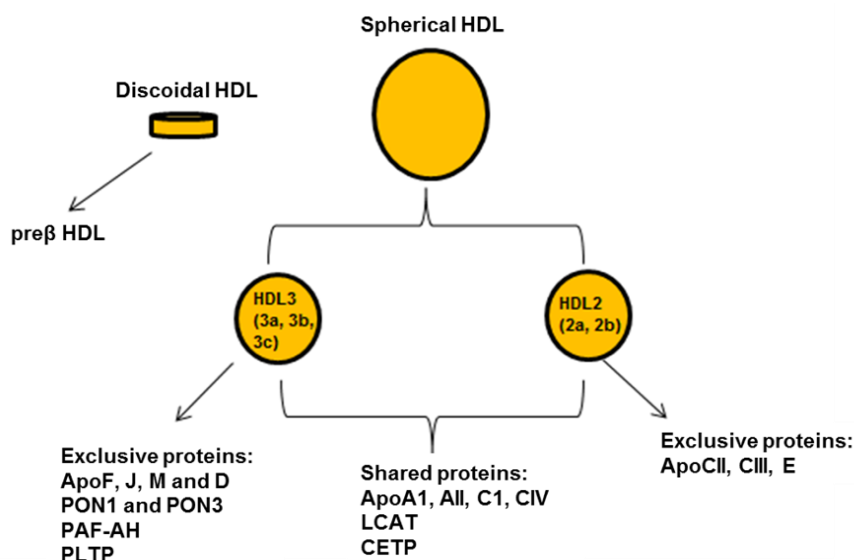 Spherical HDL
Discoidal HDL
preβ HDL
HDL3
(3a, 3b,
3c)
HDL2
(2a, 2b)
Exclusive proteins:
ApoF, J, M and D
PON1 and PON3
PAF-AH
PLTP
Shared proteins:
ApoA1, AII, C1, CIV
LCAT
CETP
Exclusive proteins:
ApoCII, CIII, E